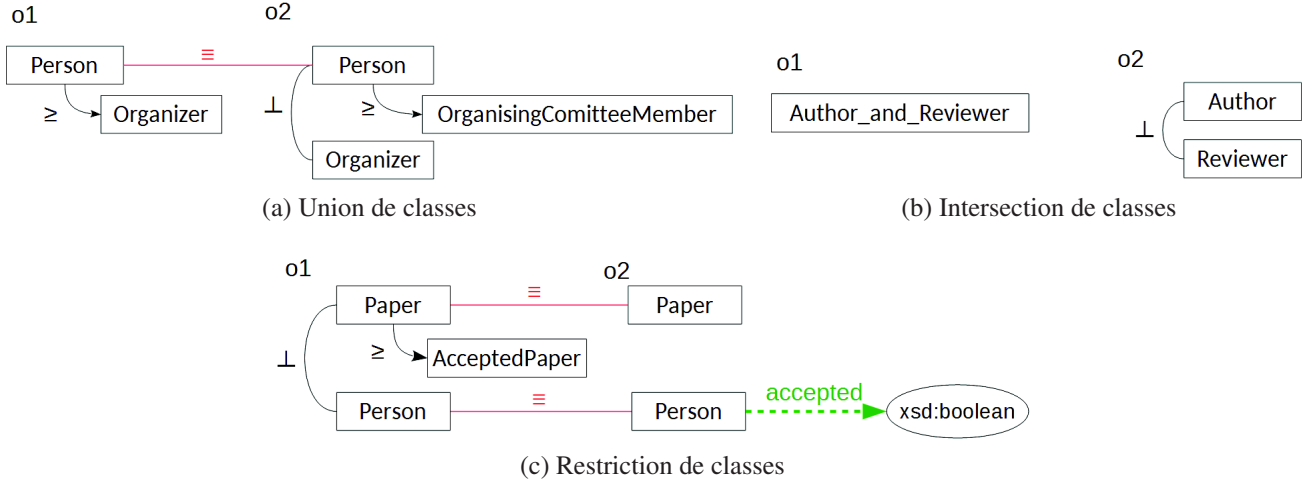 o1
o2
Person
≡
Person
≥
Organizer
⊥
≥
OrganisingComitteeMember
Organizer
(a) Union de classes
o1
Author_and_Reviewer
o2
Author
⊥
Reviewer
(b) Intersection de classes
o1
o2
Paper
≡
Paper
≥
AcceptedPaper
⊥
Person
≡
Person
accepted
xsd:boolean
(c) Restriction de classes